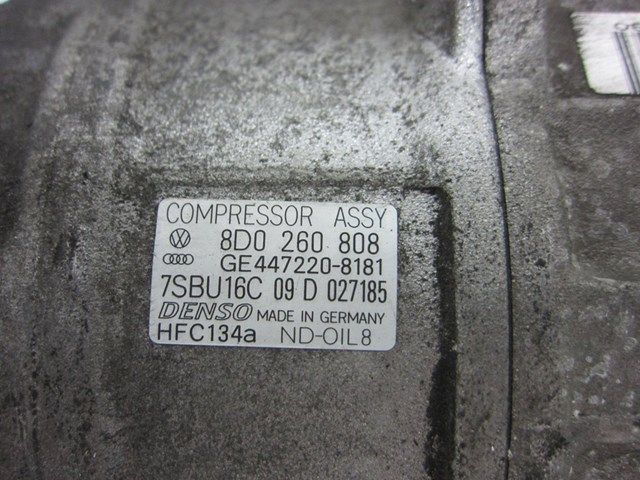 COMPRESSOR ASSY
8D0 260 808
GE447220-8181
7SBU16C 09 D 027185
DENSO MADE IN GERMANY
HFC134a ND-OIL8